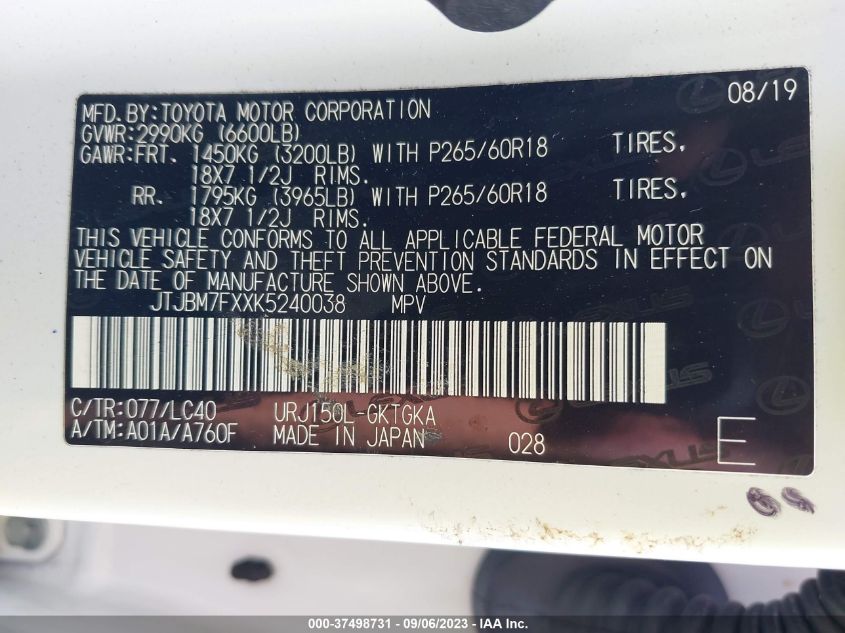 08/19
MFD.BY:TOYOTA MOTOR CORPORATION
GVWR:2990KG (6600LB)
GAWR:FRT. 1450KG (3200LB) WITH P265/60R18 TIRES,
18X7 1/2J RIMS.
RR. 1795KG (3965LB) WITH P265/60R18 TIRES,
18X7 1/2J RIMS.
THIS VEHICLE CONFORMS TO ALL APPLICABLE FEDERAL MOTOR
VEHICLE SAFETY AND THEFT PREVENTION STANDARDS IN EFFECT ON
THE DATE OF MANUFACTURE SHOWN ABOVE.
JTJBM7FXXK5240038 MPV
C/TR:077/LC40 URJ150L-GKTGKA
A/TM:A01A/A760F MADE IN JAPAN 028 E
LEXUS
000-37498731 - 09/06/2023 - IAA Inc.